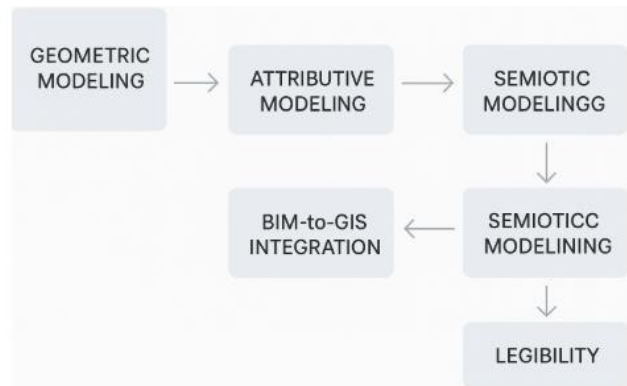 GEOMETRIC
MODELING
ATTRIBUTIVE
MODELING
SEMIOTIC
MODELINGG
BIM-to-GIS
INTEGRATION
SEMIOTICC
MODELINING
LEGIBILITY